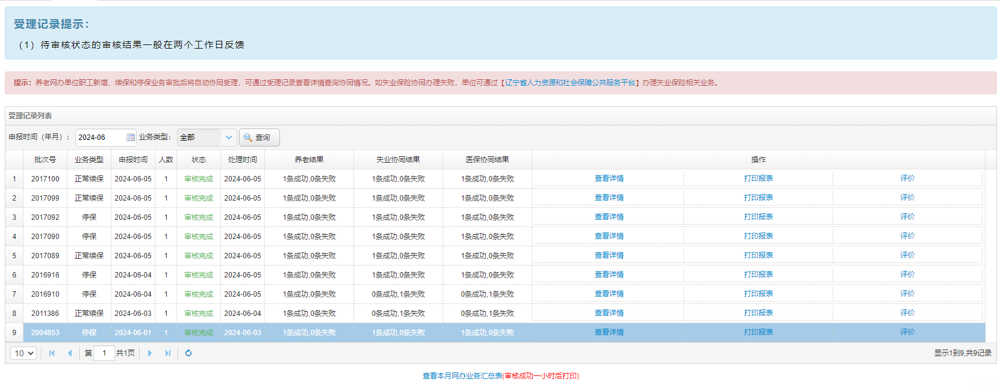 受理记录提示：
（1）待审核状态的审核结果一般在两个工作日反馈
提示：养老网办单位职工新增、续保和停保业务审批后将自动协同受理，可通过受理记录查看详情查询协同情况。如失业保险协同办理失败，单位可通过【辽宁省人力资源和社会保障公共服务平台】办理失业保险相关业务。
受理记录列表
申报时间（年月）： 2024-06 业务类型： 全部 查询
批次号 业务类型 申报时间 人数 状态 处理时间 养老结果 失业协同结果 医保协同结果 操作
1 2017100 正常续保 2024-06-05 1 审核完成 2024-06-05 1条成功,0条失败 1条成功,0条失败 1条成功,0条失败 查看详情 打印报表 评价
2 2017099 正常续保 2024-06-05 1 审核完成 2024-06-05 1条成功,0条失败 1条成功,0条失败 1条成功,0条失败 查看详情 打印报表 评价
3 2017092 停保 2024-06-05 1 审核完成 2024-06-05 1条成功,0条失败 1条成功,0条失败 1条成功,0条失败 查看详情 打印报表 评价
4 2017090 停保 2024-06-05 1 审核完成 2024-06-05 1条成功,0条失败 1条成功,0条失败 1条成功,0条失败 查看详情 打印报表 评价
5 2017089 正常续保 2024-06-05 1 审核完成 2024-06-05 1条成功,0条失败 1条成功,0条失败 1条成功,0条失败 查看详情 打印报表 评价
6 2016916 停保 2024-06-04 1 审核完成 2024-06-05 1条成功,0条失败 1条成功,0条失败 1条成功,0条失败 查看详情 打印报表 评价
7 2016910 停保 2024-06-04 1 审核完成 2024-06-05 1条成功,0条失败 0条成功,1条失败 0条成功,1条失败 查看详情 打印报表 评价
8 2011386 正常续保 2024-06-03 1 审核完成 2024-06-04 1条成功,0条失败 0条成功,1条失败 0条成功,1条失败 查看详情 打印报表 评价
9 2004853 停保 2024-06-01 1 审核完成 2024-06-03 1条成功,0条失败 1条成功,0条失败 1条成功,0条失败 查看详情 打印报表 评价
10 第 1 共1页 显示1到9,共9记录
查看本月网办业务汇总表(审核成功一小时后打印)